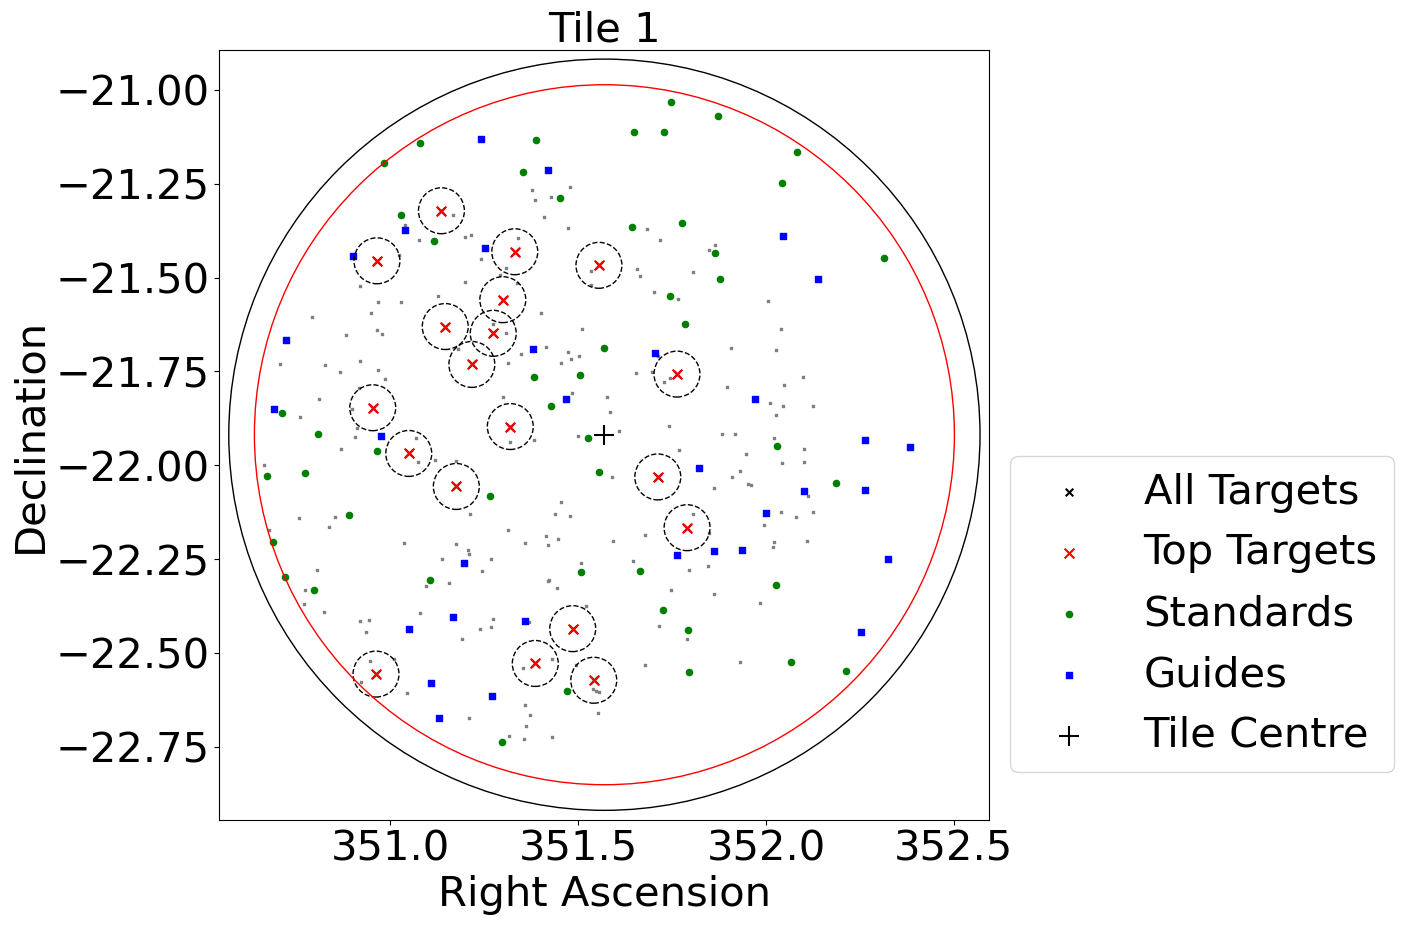 Tile 1
−21.00
−21.25
−21.50
−21.75
−22.00
−22.25
−22.50
−22.75
Declination
351.0 351.5 352.0 352.5
Right Ascension
All Targets
Top Targets
Standards
Guides
Tile Centre